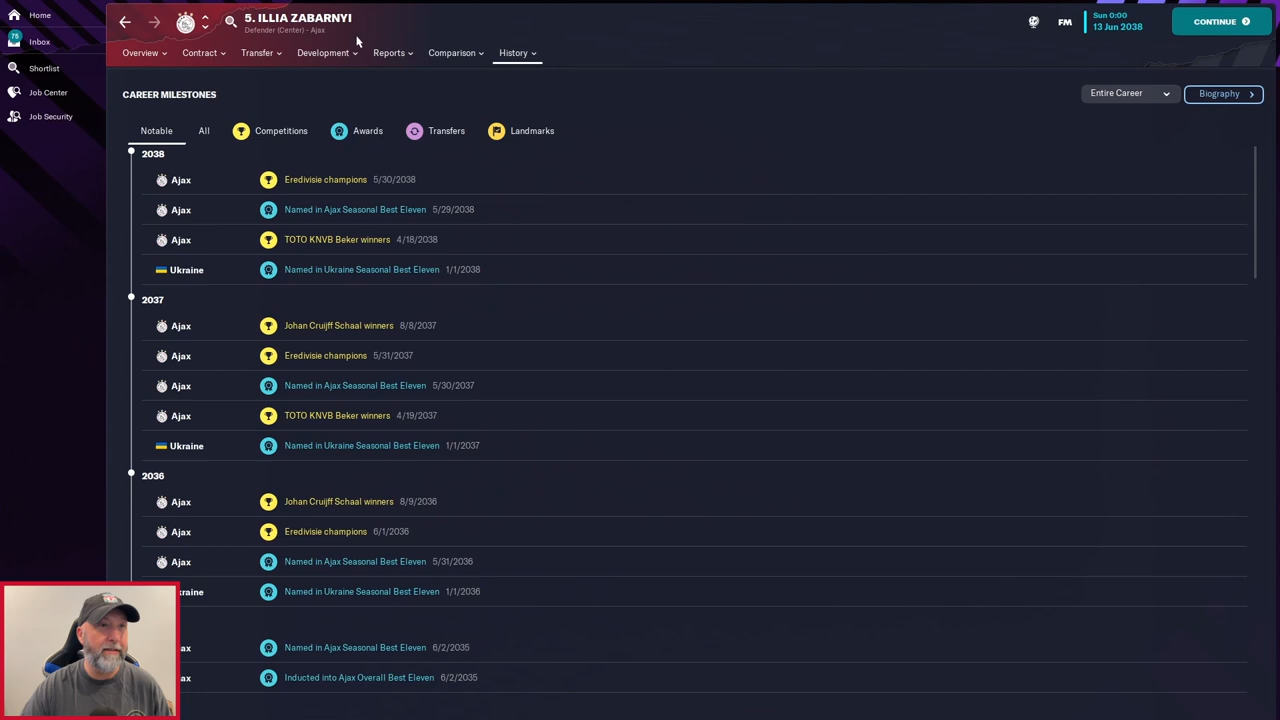 Home
75
Inbox
Shortlist
Job Center
Job Security
5. ILLIA ZABARNYI
Defender (Center) - Ajax
FM
Sun 0:00
13 Jun 2038
CONTINUE
Overview
Contract
Transfer
Development
Reports
Comparison
History
CAREER MILESTONES
Entire Career
Biography
Notable
All
Competitions
Awards
Transfers
Landmarks
2038
Ajax Eredivisie champions 5/30/2038
Ajax Named in Ajax Seasonal Best Eleven 5/29/2038
Ajax TOTO KNVB Beker winners 4/18/2038
Ukraine Named in Ukraine Seasonal Best Eleven 1/1/2038
2037
Ajax Johan Cruijff Schaal winners 8/8/2037
Ajax Eredivisie champions 5/31/2037
Ajax Named in Ajax Seasonal Best Eleven 5/30/2037
Ajax TOTO KNVB Beker winners 4/19/2037
Ukraine Named in Ukraine Seasonal Best Eleven 1/1/2037
2036
Ajax Johan Cruijff Schaal winners 8/9/2036
Ajax Eredivisie champions 6/1/2036
Ajax Named in Ajax Seasonal Best Eleven 5/31/2036
kraine Named in Ukraine Seasonal Best Eleven 1/1/2036
ax Named in Ajax Seasonal Best Eleven 6/2/2035
ax Inducted into Ajax Overall Best Eleven 6/2/2035